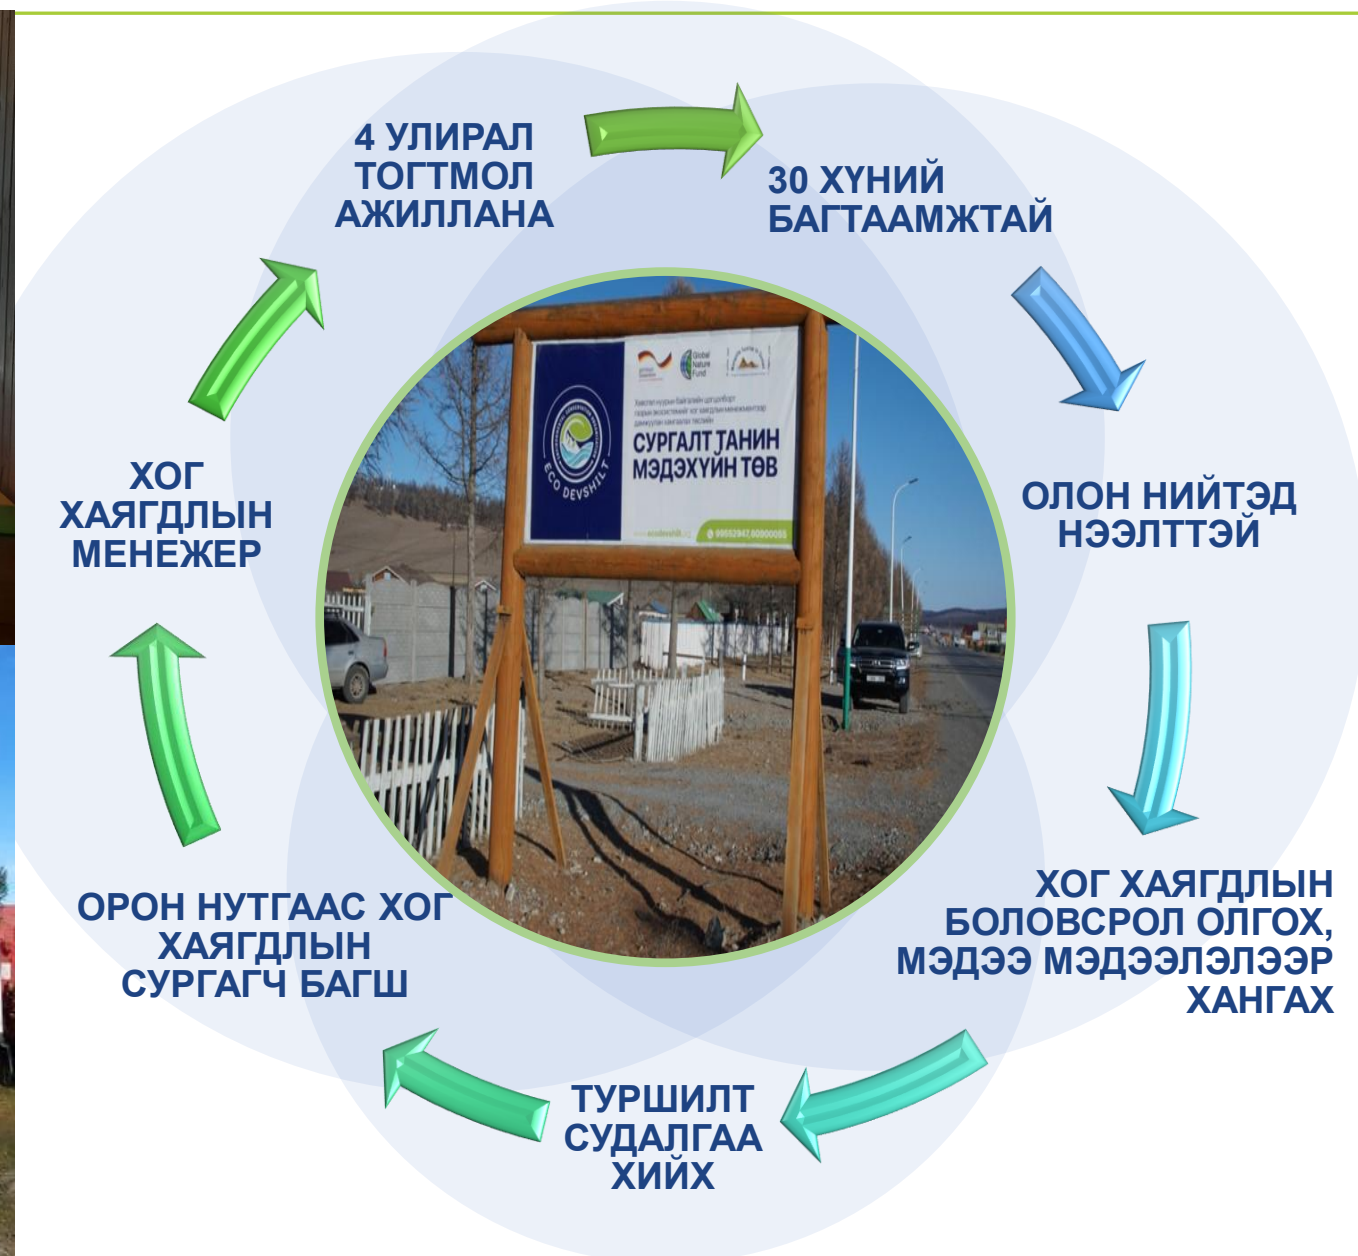 4 УЛИРАЛ
ТОГТМОЛ
АЖИЛЛАНА
30 ХҮНИЙ
БАГТААМЖТАЙ
ОЛОН НИЙТЭД
НЭЭЛТТЭЙ
ХОГ ХАЯГДЛЫН
БОЛОВСРОЛ ОЛГОХ,
МЭДЭЭ МЭДЭЭЛЭЛЭЭР
ХАНГАХ
ТУРШИЛТ
СУДАЛГАА
ХИЙХ
ОРОН НУТГААС ХОГ
ХАЯГДЛЫН
СУРГАГЧ БАГШ
ХОГ
ХАЯГДЛЫН
МЕНЕЖЕР
Global
Nature
Fund
СУРГАЛТ ТАНИН
МЭДЭХҮЙН ТӨВ
ECO DEVSHILT